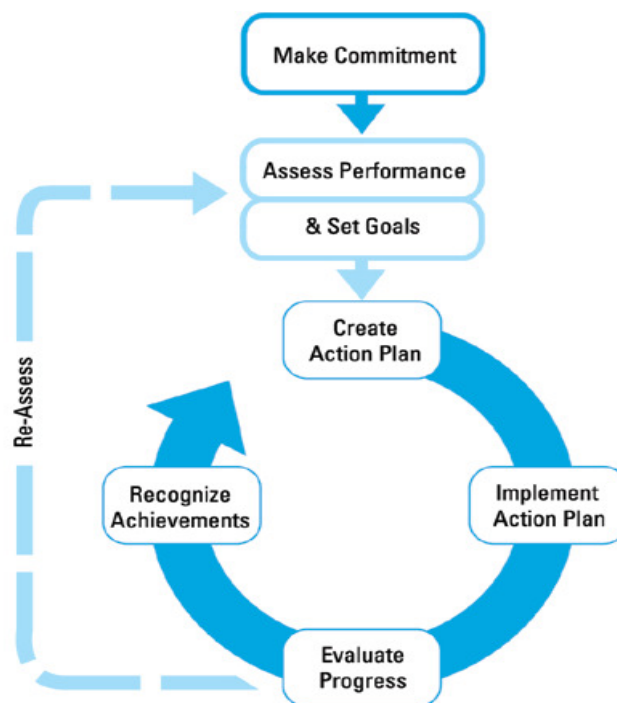 Make Commitment
Assess Performance
& Set Goals
Create
Action Plan
Re-Assess
Recognize
Achievements
Implement
Action Plan
Evaluate
Progress